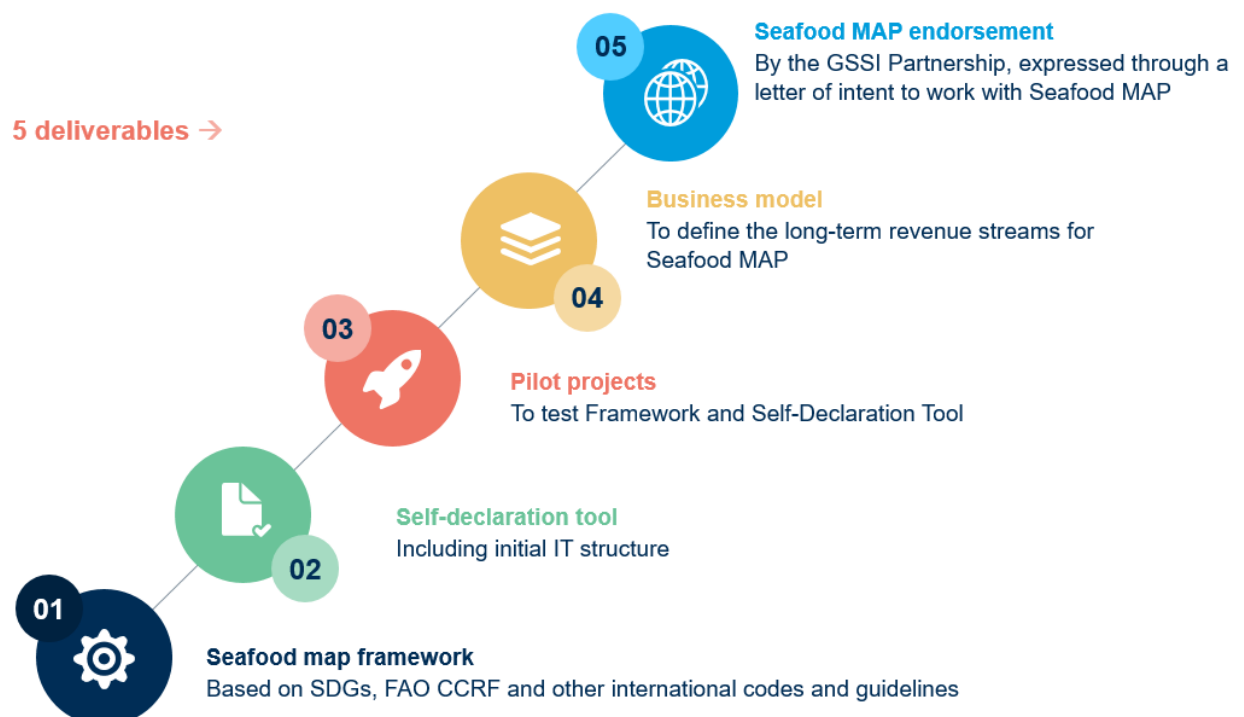 05
Seafood MAP endorsement
By the GSSI Partnership, expressed through a
letter of intent to work with Seafood MAP
5 deliverables →
Business model
To define the long-term revenue streams for
Seafood MAP
04
03
Pilot projects
To test Framework and Self-Declaration Tool
Self-declaration tool
Including initial IT structure
02
01
Seafood map framework
Based on SDGs, FAO CCRF and other international codes and guidelines